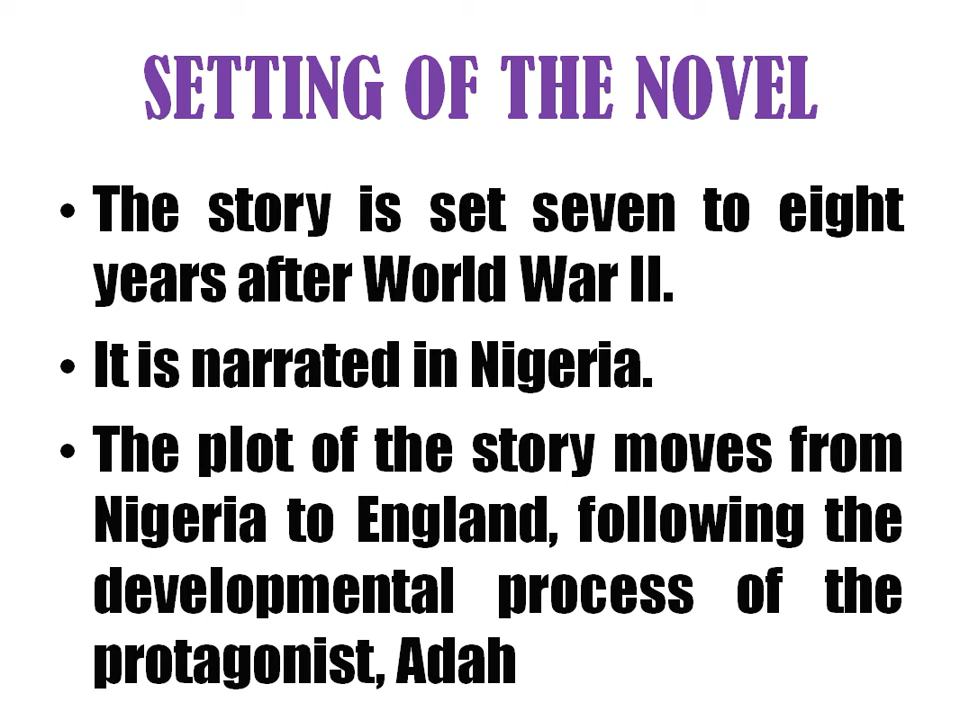 SETTING OF THE NOVEL
• The story is set seven to eight
years after World War II.
• It is narrated in Nigeria.
• The plot of the story moves from
Nigeria to England, following the
developmental process of the
protagonist, Adah